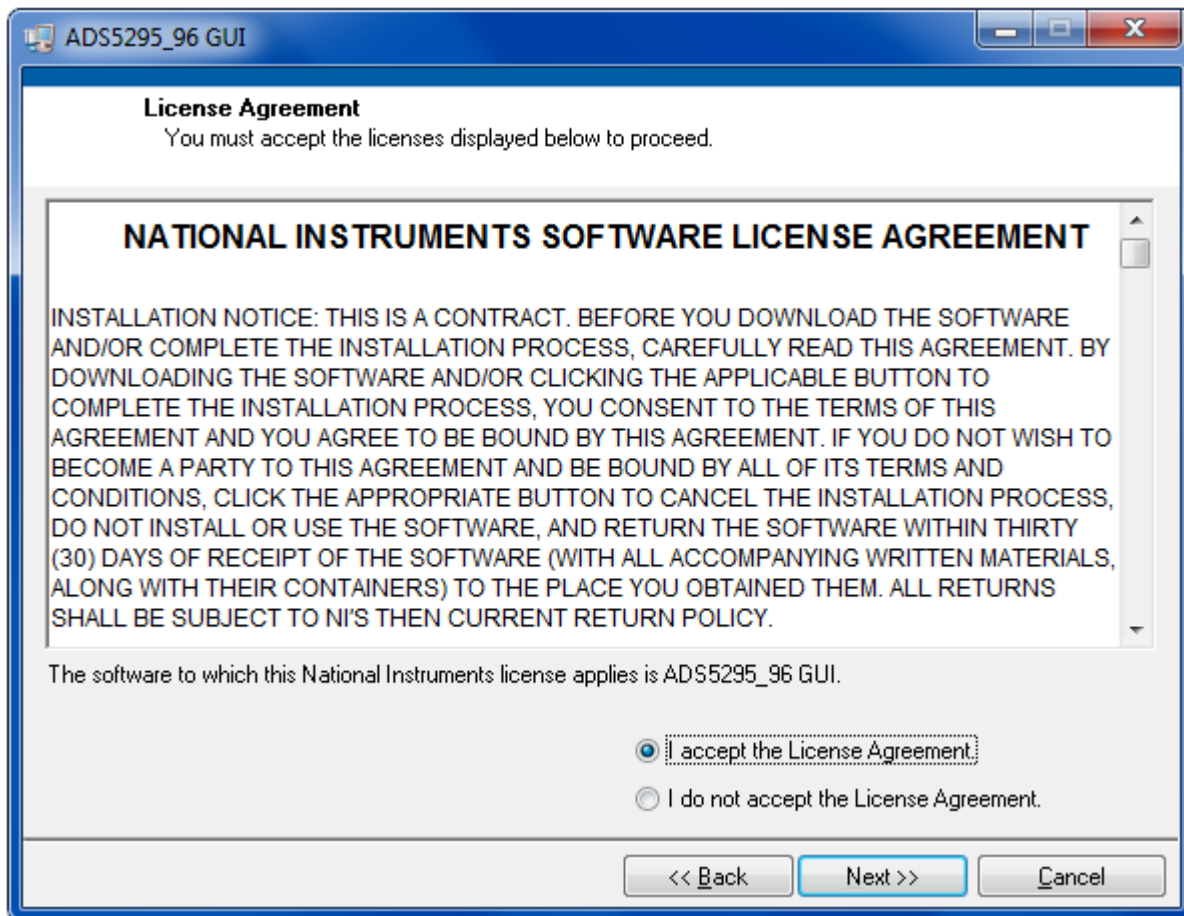 ADS5295_96 GUI
License Agreement
You must accept the licenses displayed below to proceed.
NATIONAL INSTRUMENTS SOFTWARE LICENSE AGREEMENT
INSTALLATION NOTICE: THIS IS A CONTRACT. BEFORE YOU DOWNLOAD THE SOFTWARE
AND/OR COMPLETE THE INSTALLATION PROCESS, CAREFULLY READ THIS AGREEMENT. BY
DOWNLOADING THE SOFTWARE AND/OR CLICKING THE APPLICABLE BUTTON TO
COMPLETE THE INSTALLATION PROCESS, YOU CONSENT TO THE TERMS OF THIS
AGREEMENT AND YOU AGREE TO BE BOUND BY THIS AGREEMENT. IF YOU DO NOT WISH TO
BECOME A PARTY TO THIS AGREEMENT AND BE BOUND BY ALL OF ITS TERMS AND
CONDITIONS, CLICK THE APPROPRIATE BUTTON TO CANCEL THE INSTALLATION PROCESS,
DO NOT INSTALL OR USE THE SOFTWARE, AND RETURN THE SOFTWARE WITHIN THIRTY
(30) DAYS OF RECEIPT OF THE SOFTWARE (WITH ALL ACCOMPANYING WRITTEN MATERIALS,
ALONG WITH THEIR CONTAINERS) TO THE PLACE YOU OBTAINED THEM. ALL RETURNS
SHALL BE SUBJECT TO NI'S THEN CURRENT RETURN POLICY.
The software to which this National Instruments license applies is ADS5295_96 GUI.
I accept the License Agreement.
I do not accept the License Agreement.
<< Back
Next >>
Cancel